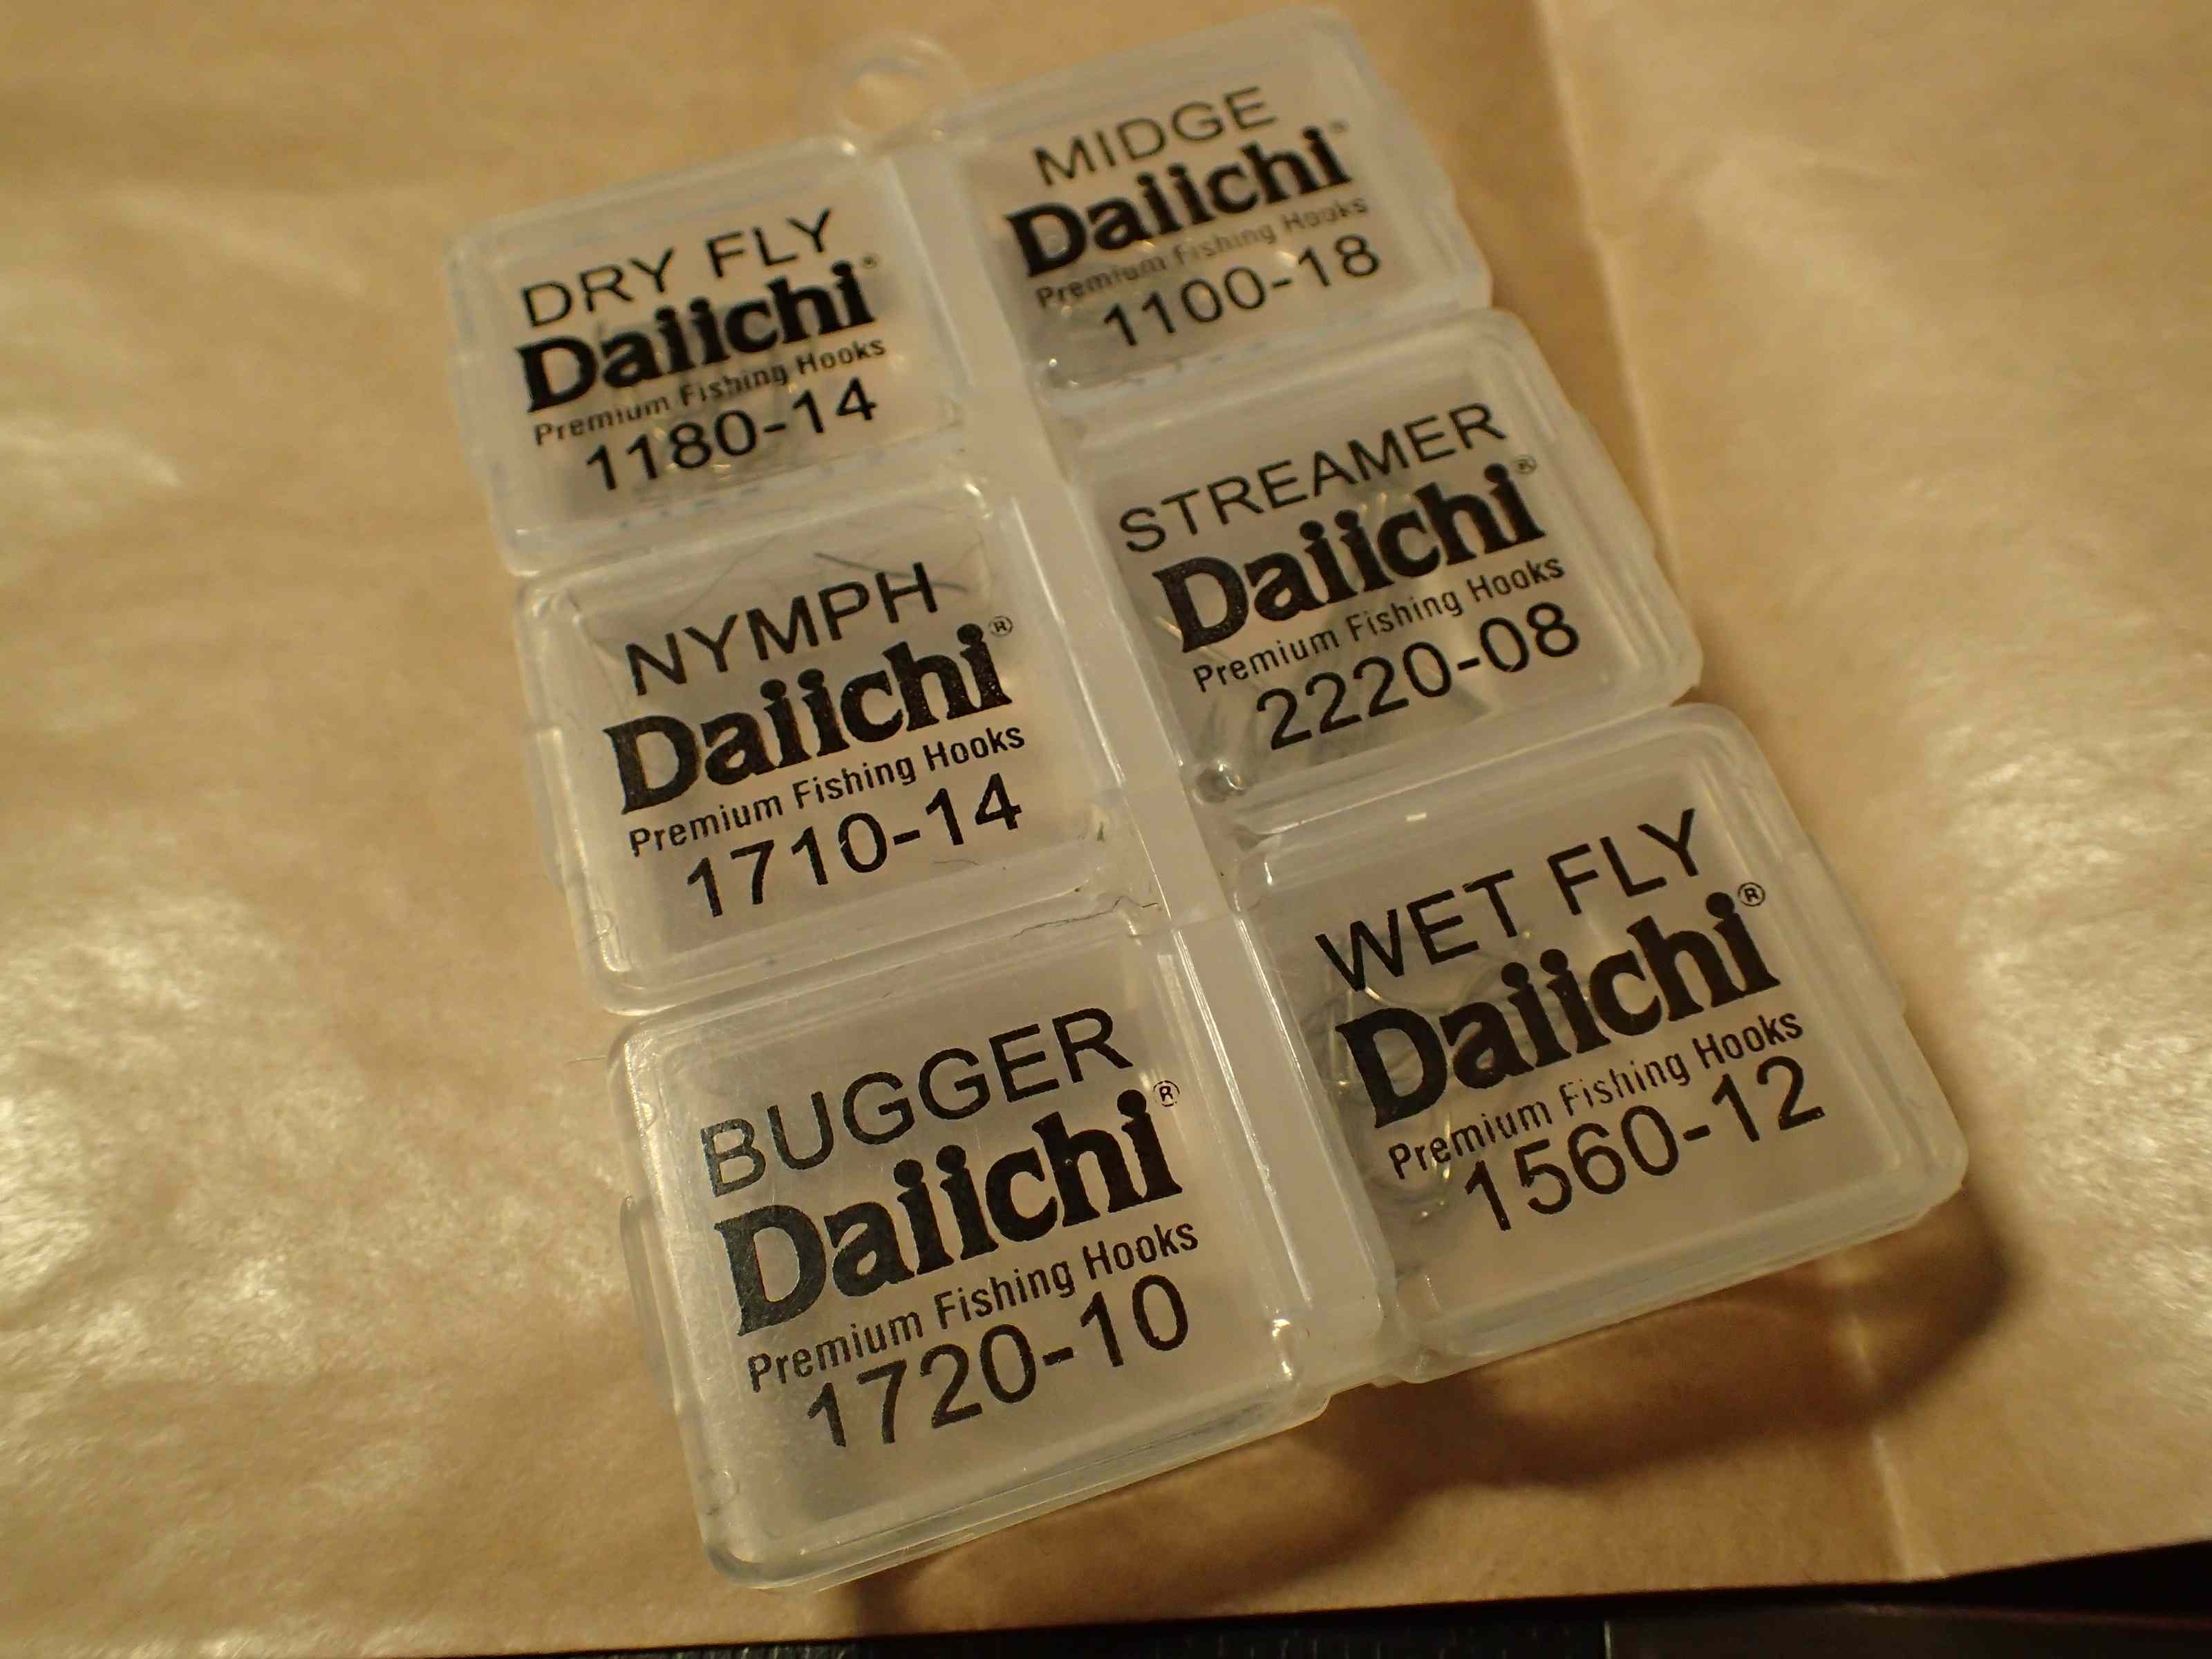 DRY FLY
Daiichi®
Premium Fishing Hooks
1180-14
MIDGE
Daiichi®
Premium Fishing Hooks
1100-18
NYMPH
Daiichi®
Premium Fishing Hooks
1710-14
STREAMER
Daiichi®
Premium Fishing Hooks
2220-08
BUGGER
Daiichi®
Premium Fishing Hooks
1720-10
WET FLY
Daiichi®
Premium Fishing Hooks
1560-12